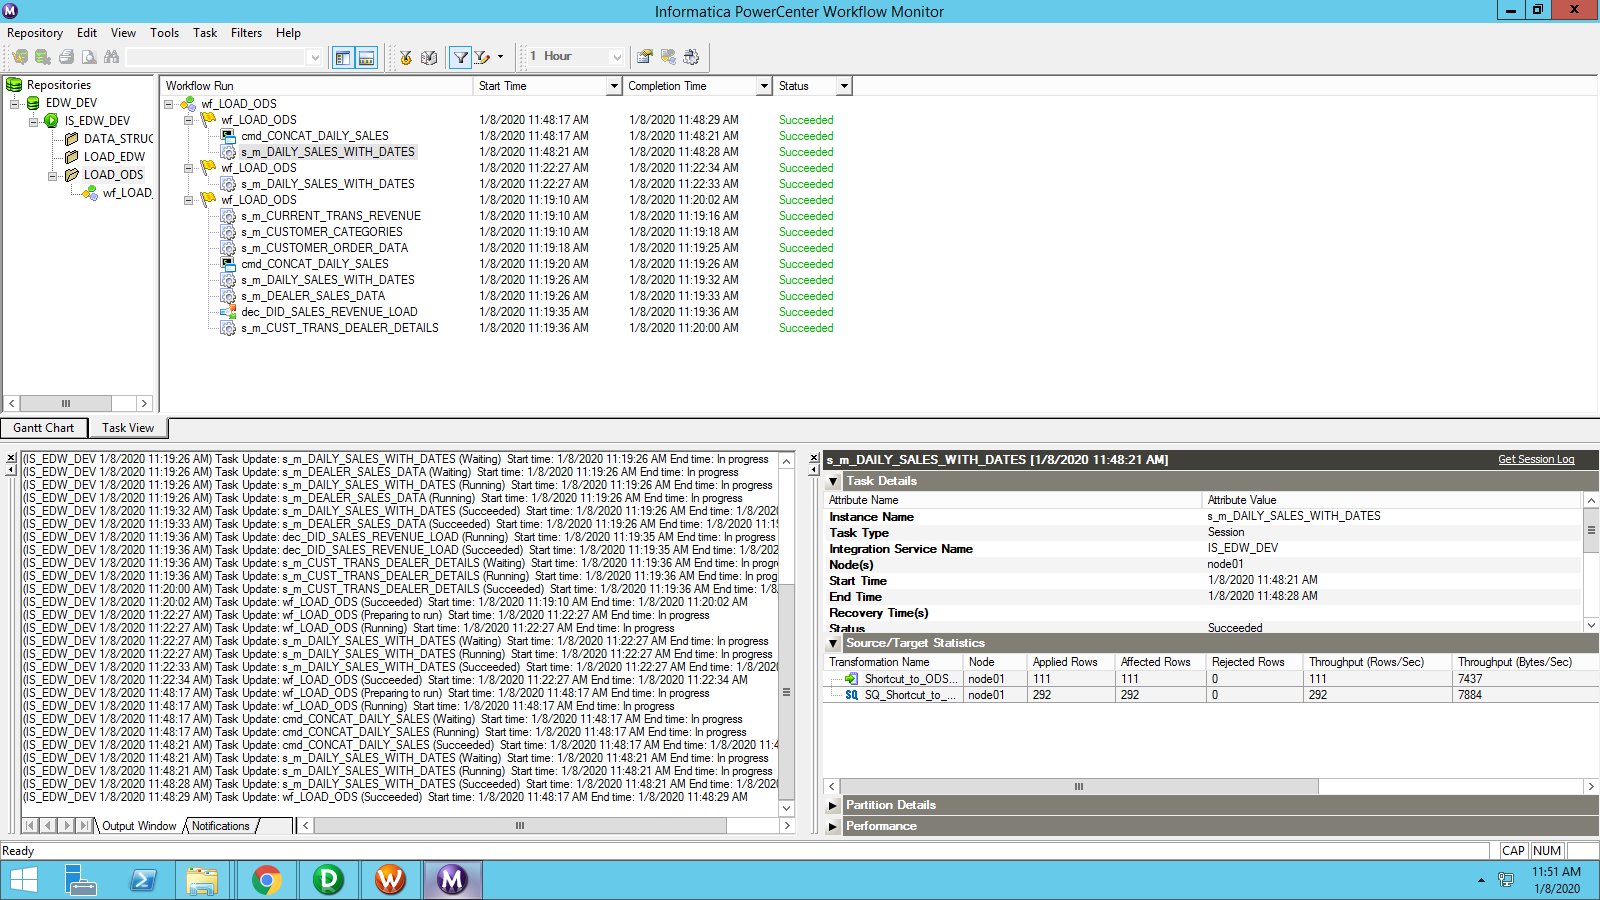 Informatica PowerCenter Workflow Monitor
Repository Edit View Tools Task Filters Help
1 Hour
Repositories
EDW_DEV
IS_EDW_DEV
DATA_STRUC
LOAD_EDW
LOAD_ODS
wf_LOAD_
Workflow Run Start Time Completion Time Status
wf_LOAD_ODS
wf_LOAD_ODS 1/8/2020 11:48:17 AM 1/8/2020 11:48:29 AM Succeeded
cmd_CONCAT_DAILY_SALES 1/8/2020 11:48:17 AM 1/8/2020 11:48:21 AM Succeeded
s_m_DAILY_SALES_WITH_DATES 1/8/2020 11:48:21 AM 1/8/2020 11:48:28 AM Succeeded
wf_LOAD_ODS 1/8/2020 11:22:27 AM 1/8/2020 11:22:34 AM Succeeded
s_m_DAILY_SALES_WITH_DATES 1/8/2020 11:22:27 AM 1/8/2020 11:22:33 AM Succeeded
wf_LOAD_ODS 1/8/2020 11:19:10 AM 1/8/2020 11:20:02 AM Succeeded
s_m_CURRENT_TRANS_REVENUE 1/8/2020 11:19:10 AM 1/8/2020 11:19:16 AM Succeeded
s_m_CUSTOMER_CATEGORIES 1/8/2020 11:19:10 AM 1/8/2020 11:19:18 AM Succeeded
s_m_CUSTOMER_ORDER_DATA 1/8/2020 11:19:18 AM 1/8/2020 11:19:25 AM Succeeded
cmd_CONCAT_DAILY_SALES 1/8/2020 11:19:20 AM 1/8/2020 11:19:26 AM Succeeded
s_m_DAILY_SALES_WITH_DATES 1/8/2020 11:19:26 AM 1/8/2020 11:19:32 AM Succeeded
s_m_DEALER_SALES_DATA 1/8/2020 11:19:26 AM 1/8/2020 11:19:33 AM Succeeded
dec_DID_SALES_REVENUE_LOAD 1/8/2020 11:19:35 AM 1/8/2020 11:19:36 AM Succeeded
s_m_CUST_TRANS_DEALER_DETAILS 1/8/2020 11:19:36 AM 1/8/2020 11:20:00 AM Succeeded
Gantt Chart Task View
(IS_EDW_DEV 1/8/2020 11:19:26 AM) Task Update: s_m_DAILY_SALES_WITH_DATES (Waiting) Start time: 1/8/2020 11:19:26 AM End time: In progress
(IS_EDW_DEV 1/8/2020 11:19:26 AM) Task Update: s_m_DEALER_SALES_DATA (Waiting) Start time: 1/8/2020 11:19:26 AM End time: In progress
(IS_EDW_DEV 1/8/2020 11:19:26 AM) Task Update: s_m_DAILY_SALES_WITH_DATES (Running) Start time: 1/8/2020 11:19:26 AM End time: In progress
(IS_EDW_DEV 1/8/2020 11:19:26 AM) Task Update: s_m_DEALER_SALES_DATA (Running) Start time: 1/8/2020 11:19:26 AM End time: In progress
(IS_EDW_DEV 1/8/2020 11:19:32 AM) Task Update: s_m_DAILY_SALES_WITH_DATES (Succeeded) Start time: 1/8/2020 11:19:26 AM End time: 1/8/202
(IS_EDW_DEV 1/8/2020 11:19:33 AM) Task Update: s_m_DEALER_SALES_DATA (Succeeded) Start time: 1/8/2020 11:19:26 AM End time: 1/8/2020 11:19
(IS_EDW_DEV 1/8/2020 11:19:36 AM) Task Update: dec_DID_SALES_REVENUE_LOAD (Running) Start time: 1/8/2020 11:19:35 AM End time: In progress
(IS_EDW_DEV 1/8/2020 11:19:36 AM) Task Update: dec_DID_SALES_REVENUE_LOAD (Succeeded) Start time: 1/8/2020 11:19:35 AM End time: 1/8/202
(IS_EDW_DEV 1/8/2020 11:19:36 AM) Task Update: s_m_CUST_TRANS_DEALER_DETAILS (Waiting) Start time: 1/8/2020 11:19:36 AM End time: In progr
(IS_EDW_DEV 1/8/2020 11:19:36 AM) Task Update: s_m_CUST_TRANS_DEALER_DETAILS (Running) Start time: 1/8/2020 11:19:36 AM End time: In prog
(IS_EDW_DEV 1/8/2020 11:20:00 AM) Task Update: s_m_CUST_TRANS_DEALER_DETAILS (Succeeded) Start time: 1/8/2020 11:19:36 AM End time: 1/8/
(IS_EDW_DEV 1/8/2020 11:20:02 AM) Task Update: wf_LOAD_ODS (Succeeded) Start time: 1/8/2020 11:19:10 AM End time: 1/8/2020 11:20:02 AM
(IS_EDW_DEV 1/8/2020 11:22:27 AM) Task Update: wf_LOAD_ODS (Preparing to run) Start time: 1/8/2020 11:22:27 AM End time: In progress
(IS_EDW_DEV 1/8/2020 11:22:27 AM) Task Update: wf_LOAD_ODS (Running) Start time: 1/8/2020 11:22:27 AM End time: In progress
(IS_EDW_DEV 1/8/2020 11:22:27 AM) Task Update: s_m_DAILY_SALES_WITH_DATES (Waiting) Start time: 1/8/2020 11:22:27 AM End time: In progress
(IS_EDW_DEV 1/8/2020 11:22:27 AM) Task Update: s_m_DAILY_SALES_WITH_DATES (Running) Start time: 1/8/2020 11:22:27 AM End time: In progress
(IS_EDW_DEV 1/8/2020 11:22:33 AM) Task Update: s_m_DAILY_SALES_WITH_DATES (Succeeded) Start time: 1/8/2020 11:22:27 AM End time: 1/8/202
(IS_EDW_DEV 1/8/2020 11:22:34 AM) Task Update: wf_LOAD_ODS (Succeeded) Start time: 1/8/2020 11:22:27 AM End time: 1/8/2020 11:22:34 AM
(IS_EDW_DEV 1/8/2020 11:48:17 AM) Task Update: wf_LOAD_ODS (Preparing to run) Start time: 1/8/2020 11:48:17 AM End time: In progress
(IS_EDW_DEV 1/8/2020 11:48:17 AM) Task Update: wf_LOAD_ODS (Running) Start time: 1/8/2020 11:48:17 AM End time: In progress
(IS_EDW_DEV 1/8/2020 11:48:17 AM) Task Update: cmd_CONCAT_DAILY_SALES (Waiting) Start time: 1/8/2020 11:48:17 AM End time: In progress
(IS_EDW_DEV 1/8/2020 11:48:17 AM) Task Update: cmd_CONCAT_DAILY_SALES (Running) Start time: 1/8/2020 11:48:17 AM End time: In progress
(IS_EDW_DEV 1/8/2020 11:48:21 AM) Task Update: cmd_CONCAT_DAILY_SALES (Succeeded) Start time: 1/8/2020 11:48:17 AM End time: 1/8/2020 11:4
(IS_EDW_DEV 1/8/2020 11:48:21 AM) Task Update: s_m_DAILY_SALES_WITH_DATES (Waiting) Start time: 1/8/2020 11:48:21 AM End time: In progress
(IS_EDW_DEV 1/8/2020 11:48:21 AM) Task Update: s_m_DAILY_SALES_WITH_DATES (Running) Start time: 1/8/2020 11:48:21 AM End time: In progress
(IS_EDW_DEV 1/8/2020 11:48:28 AM) Task Update: s_m_DAILY_SALES_WITH_DATES (Succeeded) Start time: 1/8/2020 11:48:21 AM End time: 1/8/202
(IS_EDW_DEV 1/8/2020 11:48:29 AM) Task Update: wf_LOAD_ODS (Succeeded) Start time: 1/8/2020 11:48:17 AM End time: 1/8/2020 11:48:29 AM
Output Window Notifications
s_m_DAILY_SALES_WITH_DATES [1/8/2020 11:48:21 AM] Get Session Log
Task Details
Attribute Name Attribute Value
Instance Name s_m_DAILY_SALES_WITH_DATES
Task Type Session
Integration Service Name IS_EDW_DEV
Node(s) node01
Start Time 1/8/2020 11:48:21 AM
End Time 1/8/2020 11:48:28 AM
Recovery Time(s)
Status Succeeded
Source/Target Statistics
Transformation Name Node Applied Rows Affected Rows Rejected Rows Throughput (Rows/Sec) Throughput (Bytes/Sec)
Shortcut_to_ODS... node01 111 111 0 111 7437
SQ SQ_Shortcut_to_... node01 292 292 0 292 7884
Partition Details
Performance
Ready CAP NUM
D W M
11:51 AM
1/8/2020